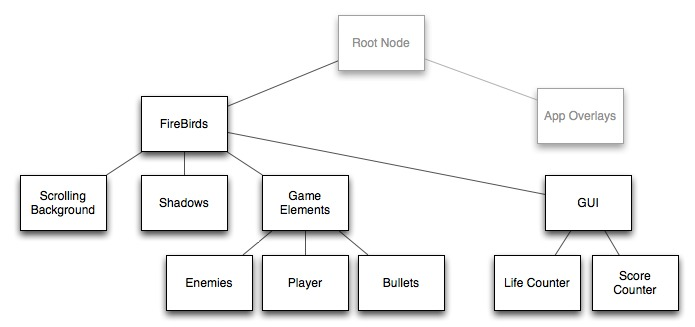 Root Node
App Overlays
FireBirds
Scrolling
Background
Shadows
Game
Elements
GUI
Enemies
Player
Bullets
Life Counter
Score
Counter